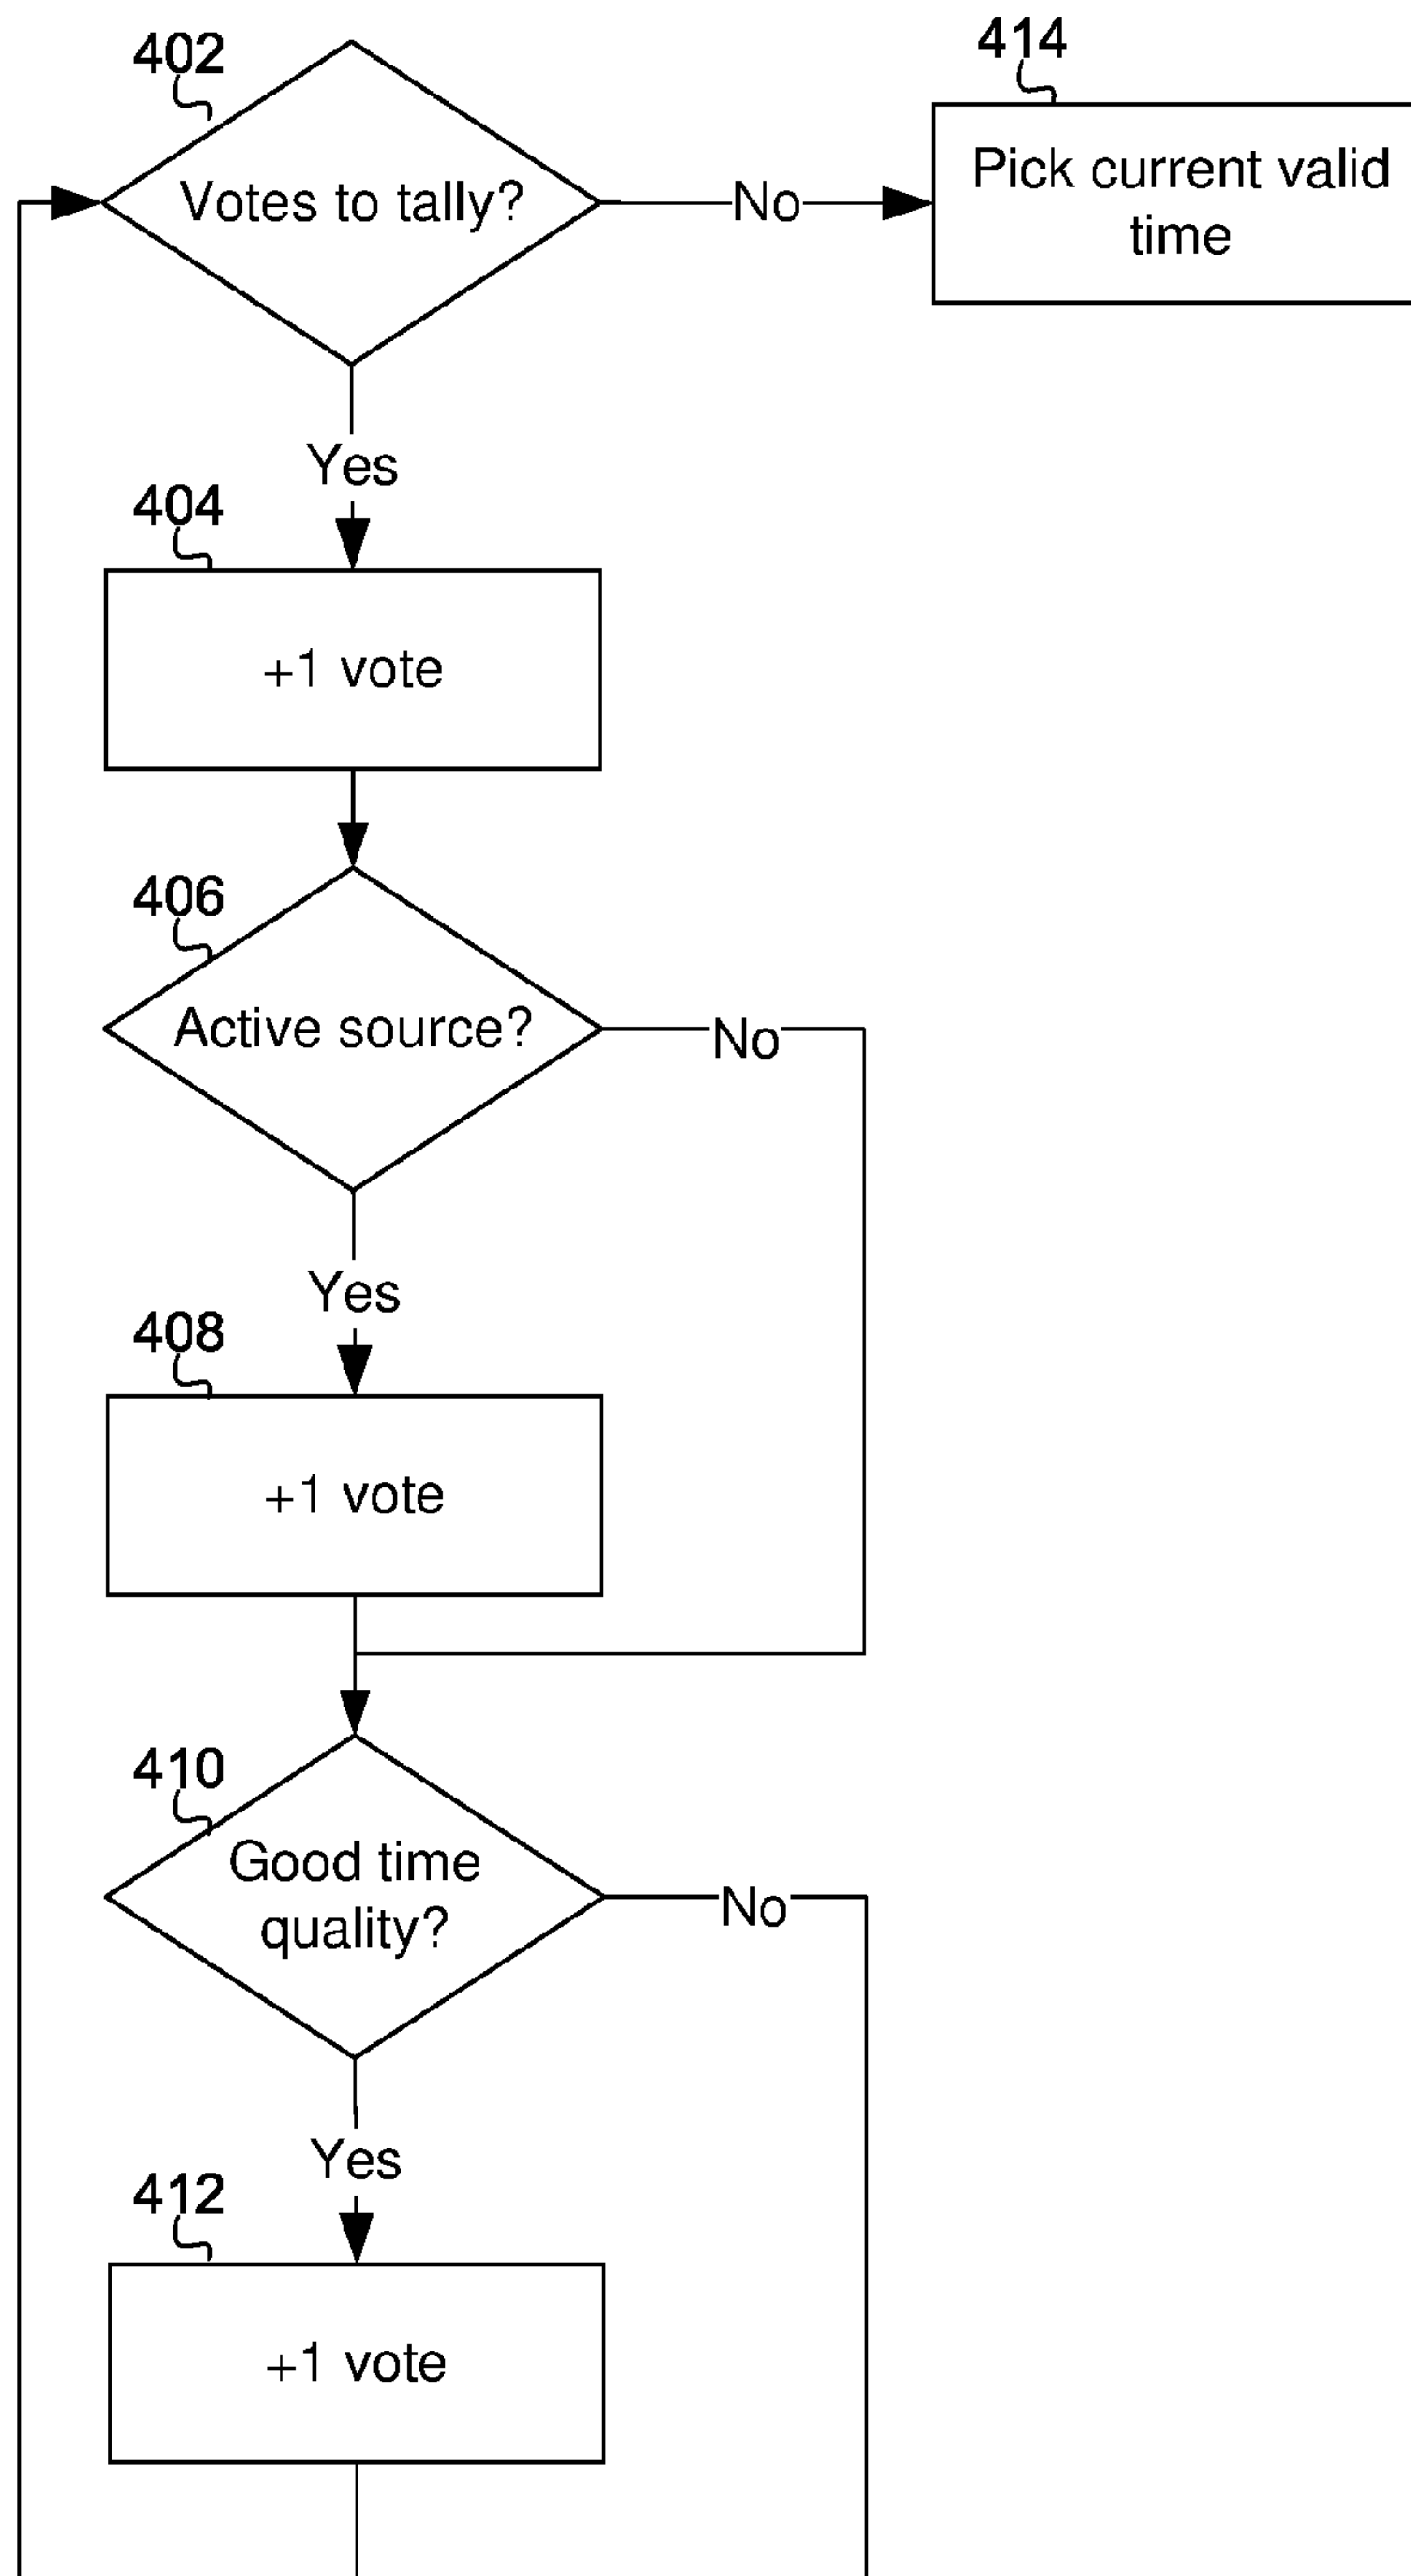 402
414
Votes to tally?
No
Pick current valid
time
Yes
404
+1 vote
406
Active source?
No
Yes
408
+1 vote
410
Good time
quality?
No
Yes
412
+1 vote